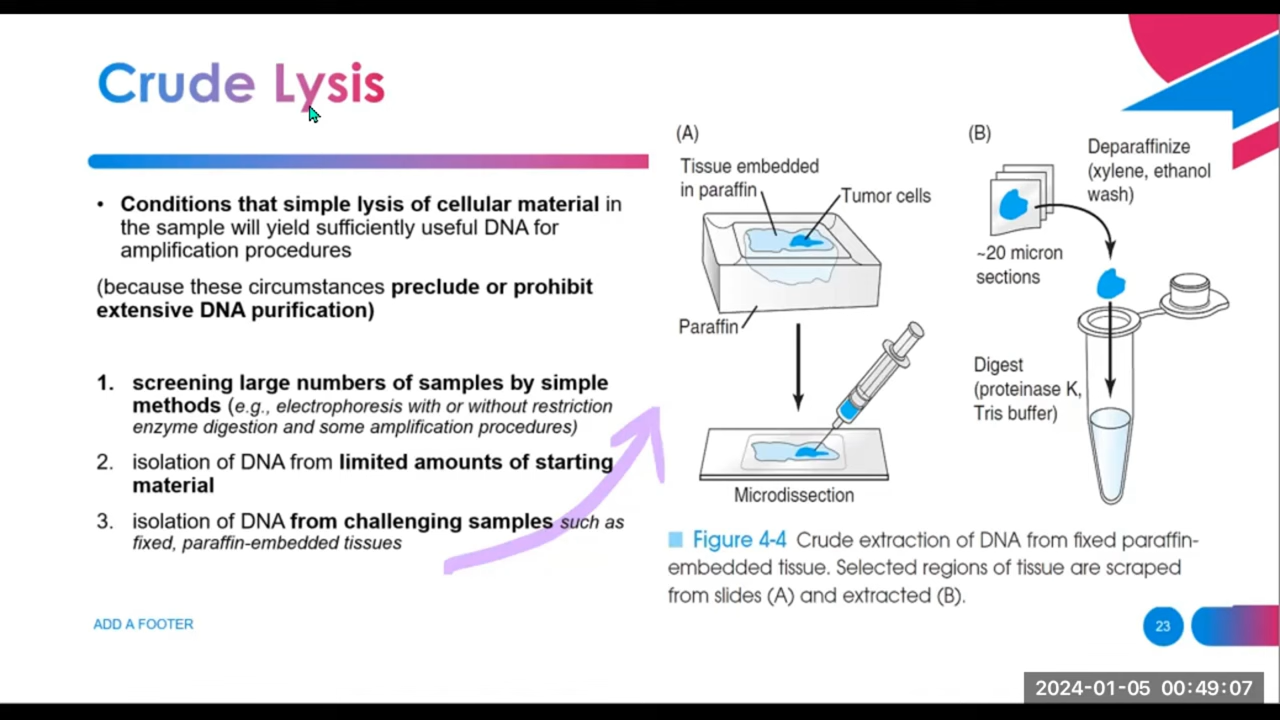 Crude Lysis
• Conditions that simple lysis of cellular material in
the sample will yield sufficiently useful DNA for
amplification procedures
(because these circumstances preclude or prohibit
extensive DNA purification)
1. screening large numbers of samples by simple
methods (e.g., electrophoresis with or without restriction
enzyme digestion and some amplification procedures)
2. isolation of DNA from limited amounts of starting
material
3. isolation of DNA from challenging samples such as
fixed, paraffin-embedded tissues
ADD A FOOTER
(A)
Tissue embedded
in paraffin
Tumor cells
Paraffin
Microdissection
(B)
Deparaffinize
(xylene, ethanol
wash)
~20 micron
sections
Digest
(proteinase K,
Tris buffer)
Figure 4-4 Crude extraction of DNA from fixed paraffin-
embedded tissue. Selected regions of tissue are scraped
from slides (A) and extracted (B).
23
2024-01-05 00:49:07